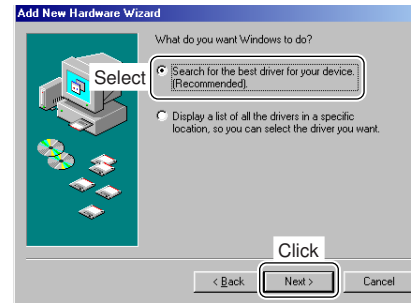 Add New Hardware Wizard
What do you want Windows to do?
Select
Search for the best driver for your device.
(Recommended).
Display a list of all the drivers in a specific
location, so you can select the driver you want.
Click
< Back
Next >
Cancel